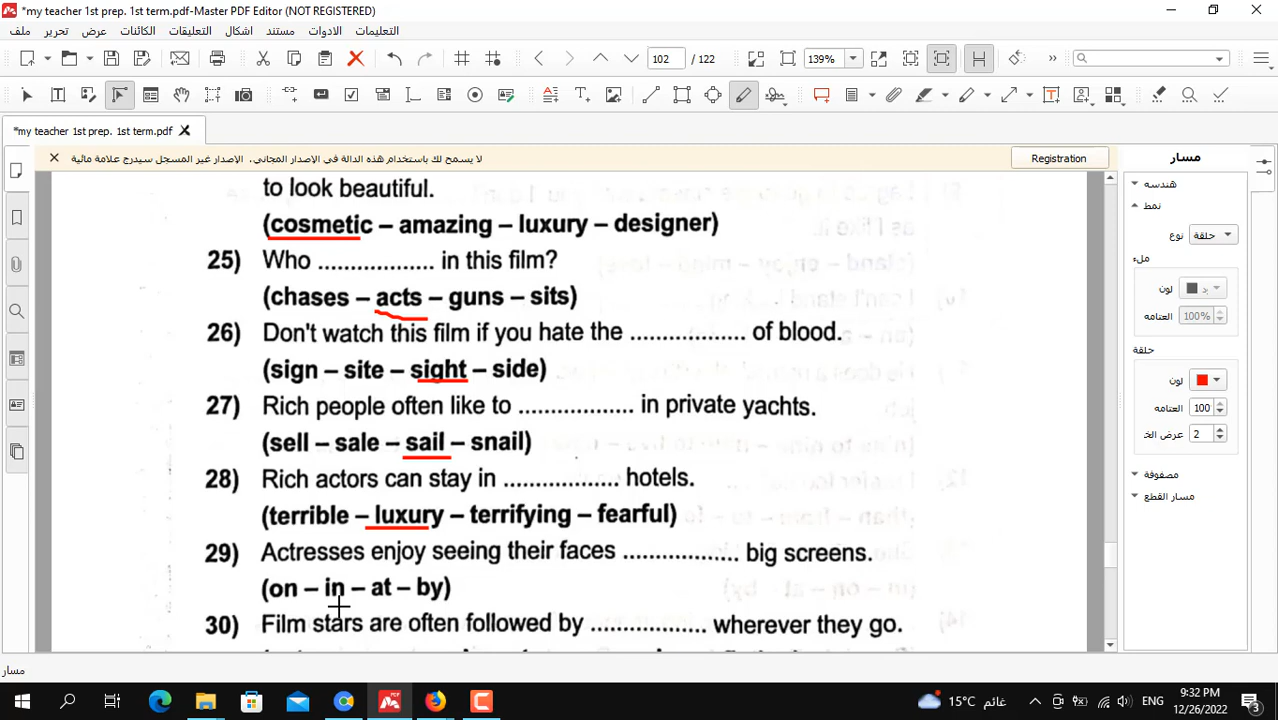 *my teacher 1st prep. 1st term.pdf-Master PDF Editor (NOT REGISTERED)
ملف تحرير عرض الكائنات التعليقات اشكال مستند الادوات التعليمات
102 / 122 139%
*my teacher 1st prep. 1st term.pdf
لا يسمح لك باستخدام هذه الدالة في الإصدار المجاني. الإصدار غير المسجل سيدرج علامة مائية
Registration
to look beautiful.
(cosmetic – amazing – luxury – designer)
25) Who .................. in this film?
(chases – acts – guns – sits)
26) Don't watch this film if you hate the .................. of blood.
(sign – site – sight – side)
27) Rich people often like to .................. in private yachts.
(sell – sale – sail – snail)
28) Rich actors can stay in .................. hotels.
(terrible – luxury – terrifying – fearful)
29) Actresses enjoy seeing their faces .................. big screens.
(on – in – at – by)
30) Film stars are often followed by .................. wherever they go.
مسار
هندسه
نمط
نوع
حلقة
ملء
لون
العتامه
100%
حلقة
لون
العتامه
100
عرض الخ
2
مصفوفة
مسار القطع
مسار
15°C غائم
ENG
9:32 PM
12/26/2022
3